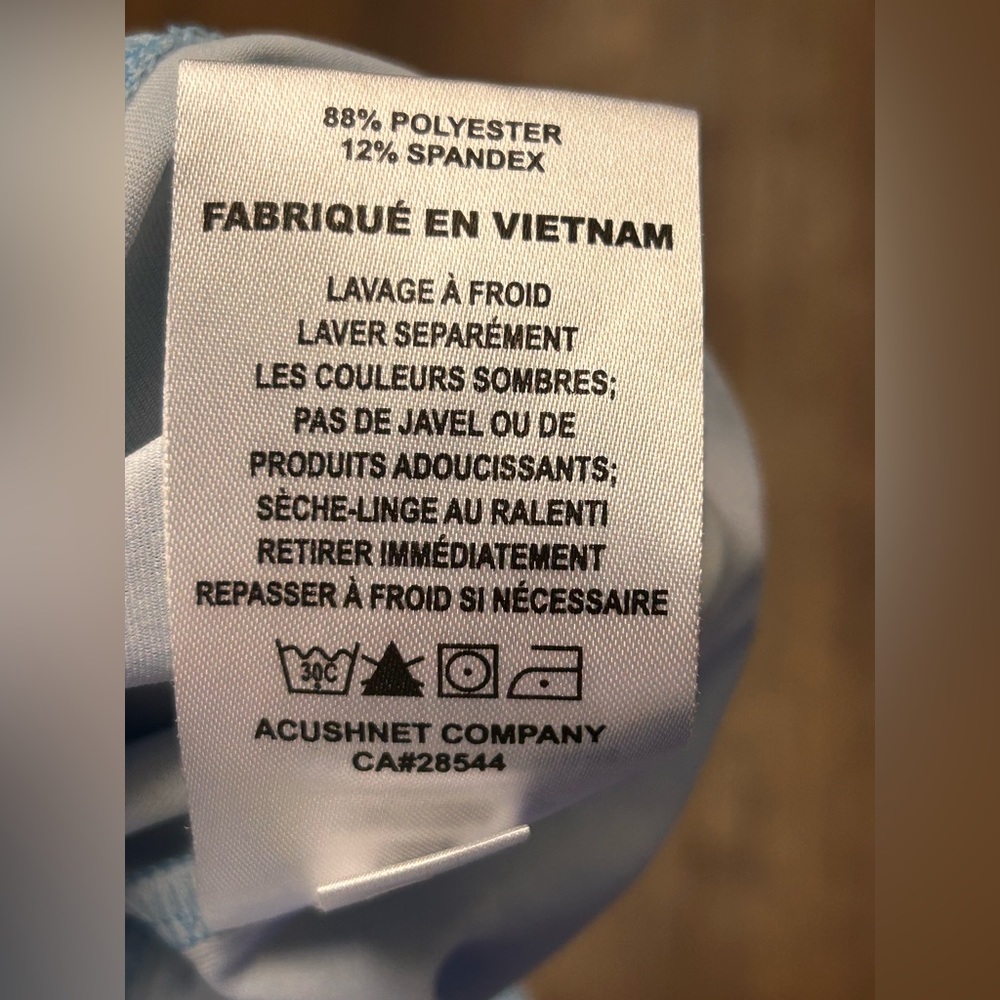 88% POLYESTER
12% SPANDEX
FABRIQUÉ EN VIETNAM
LAVAGE À FROID
LAVER SEPARÉMENT
LES COULEURS SOMBRES;
PAS DE JAVEL OU DE
PRODUITS ADOUCISSANTS;
SÈCHE-LINGE AU RALENTI
RETIRER IMMÉDIATEMENT
REPASSER À FROID SI NÉCESSAIRE
30C
ACUSHNET COMPANY
CA#28544